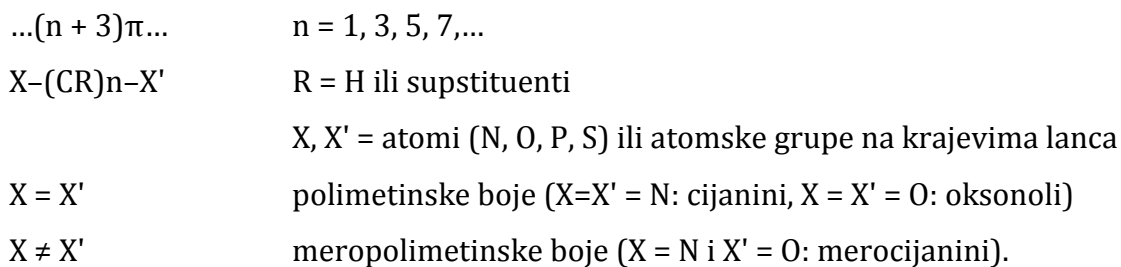 ...(n + 3)π... n = 1, 3, 5, 7,...
X–(CR)n–X' R = H ili supstituenti
X, X' = atomi (N, O, P, S) ili atomske grupe na krajevima lanca
X = X' polimetinske boje (X=X' = N: cijanini, X = X' = O: oksonoli)
X ≠ X' meropolimetinske boje (X = N i X' = O: merocijanini).